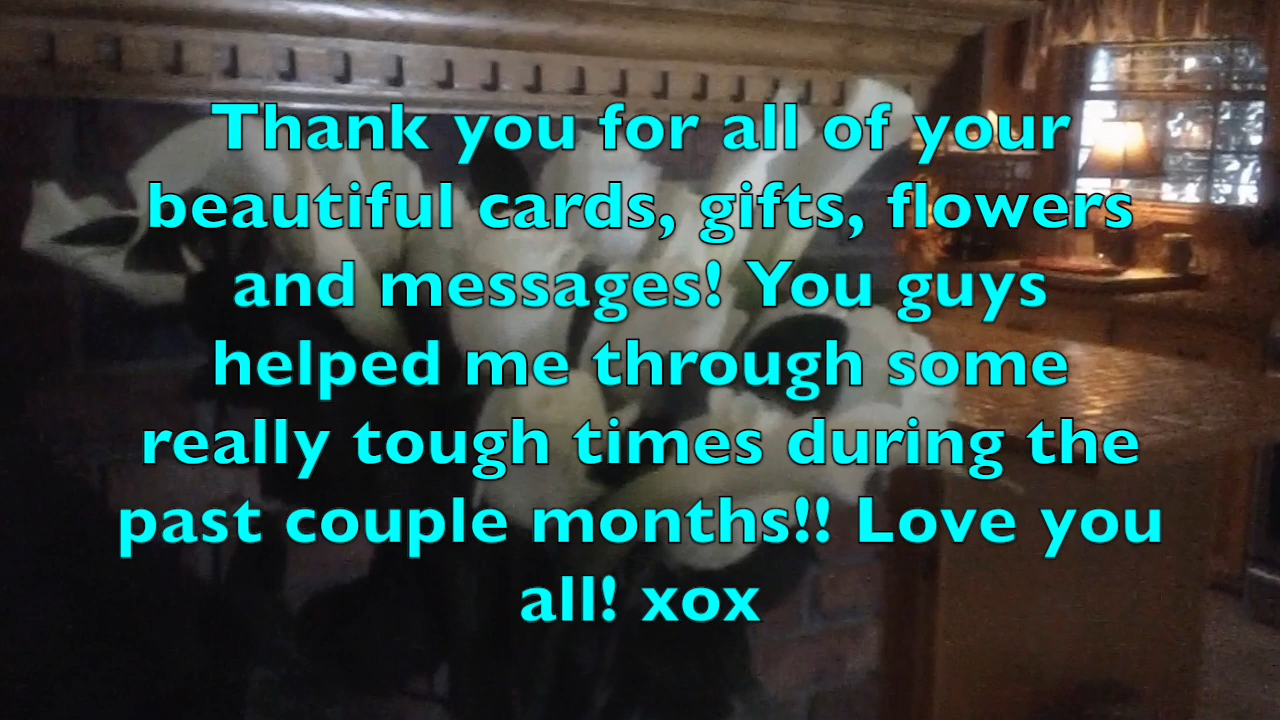 Thank you for all of your
beautiful cards, gifts, flowers
and messages! You guys
helped me through some
really tough times during the
past couple months!! Love you
all! xox